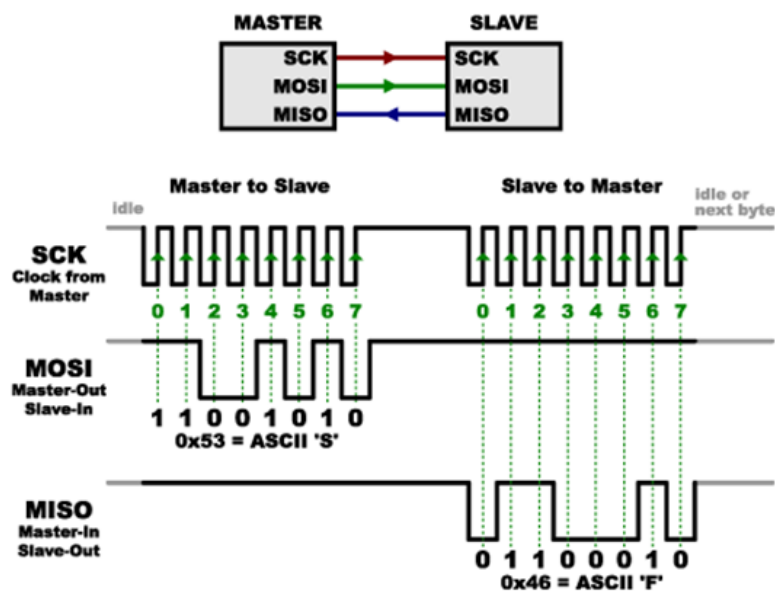 MASTER SLAVE
SCK SCK
MOSI MOSI
MISO MISO
Master to Slave Slave to Master
idle idle or
next byte
SCK
Clock from
Master
0 1 2 3 4 5 6 7 0 1 2 3 4 5 6 7
MOSI
Master-Out
Slave-In
1 1 0 0 1 0 1 0
0x53 = ASCII 'S'
MISO
Master-In
Slave-Out
0 1 1 0 0 0 1 0
0x46 = ASCII 'F'